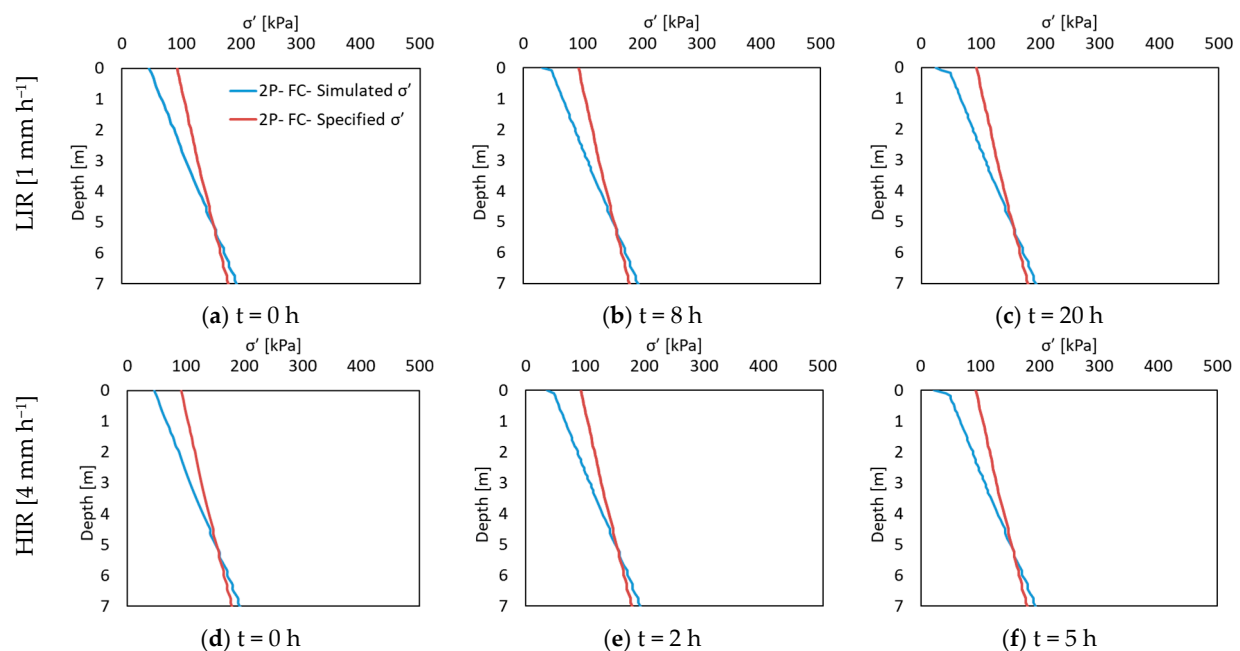 σ’ [kPa] σ’ [kPa] σ’ [kPa]
0 100 200 300 400 500 0 100 200 300 400 500 0 100 200 300 400 500
LIR [1 mm h⁻¹]
Depth [m] Depth [m] Depth [m]
0 0 0
2P- FC- Simulated σ’
1 1 1
2P- FC- Specified σ’
2 2 2
3 3 3
4 4 4
5 5 5
6 6 6
7 7 7
(a) t = 0 h (b) t = 8 h (c) t = 20 h
σ’ [kPa] σ’ [kPa] σ’ [kPa]
0 100 200 300 400 500 0 100 200 300 400 500 0 100 200 300 400 500
HIR [4 mm h⁻¹]
Depth [m] Depth [m] Depth [m]
0 0 0
1 1 1
2 2 2
3 3 3
4 4 4
5 5 5
6 6 6
7 7 7
(d) t = 0 h (e) t = 2 h (f) t = 5 h